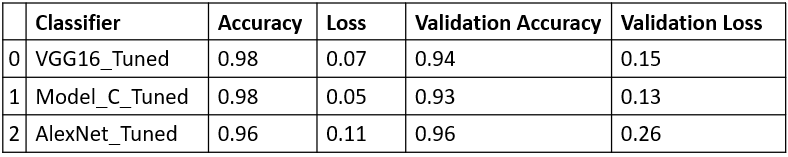 Classifier Accuracy Loss Validation Accuracy Validation Loss
0 VGG16_Tuned 0.98 0.07 0.94 0.15
1 Model_C_Tuned 0.98 0.05 0.93 0.13
2 AlexNet_Tuned 0.96 0.11 0.96 0.26